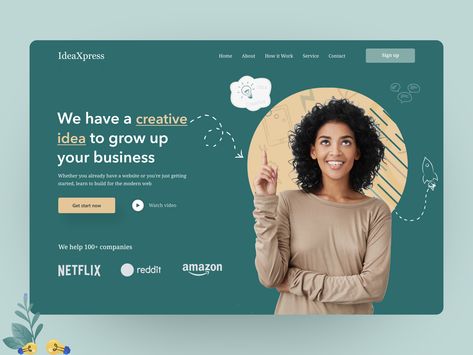 IdeaXpress
Home About How it Work Service Contact Sign up
We have a creative
idea to grow up
your business
Whether you already have a website or you're just getting
started, learn to build for the modern web
Get start now Watch video
We help 100+ companies
NETFLIX reddit amazon